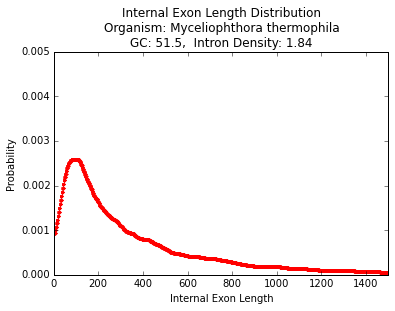 Internal Exon Length Distribution
Organism: Myceliophthora thermophila
GC: 51.5,  Intron Density: 1.84
0.005
0.004
0.003
0.002
0.001
0.000
Probability
0 200 400 600 800 1000 1200 1400
Internal Exon Length